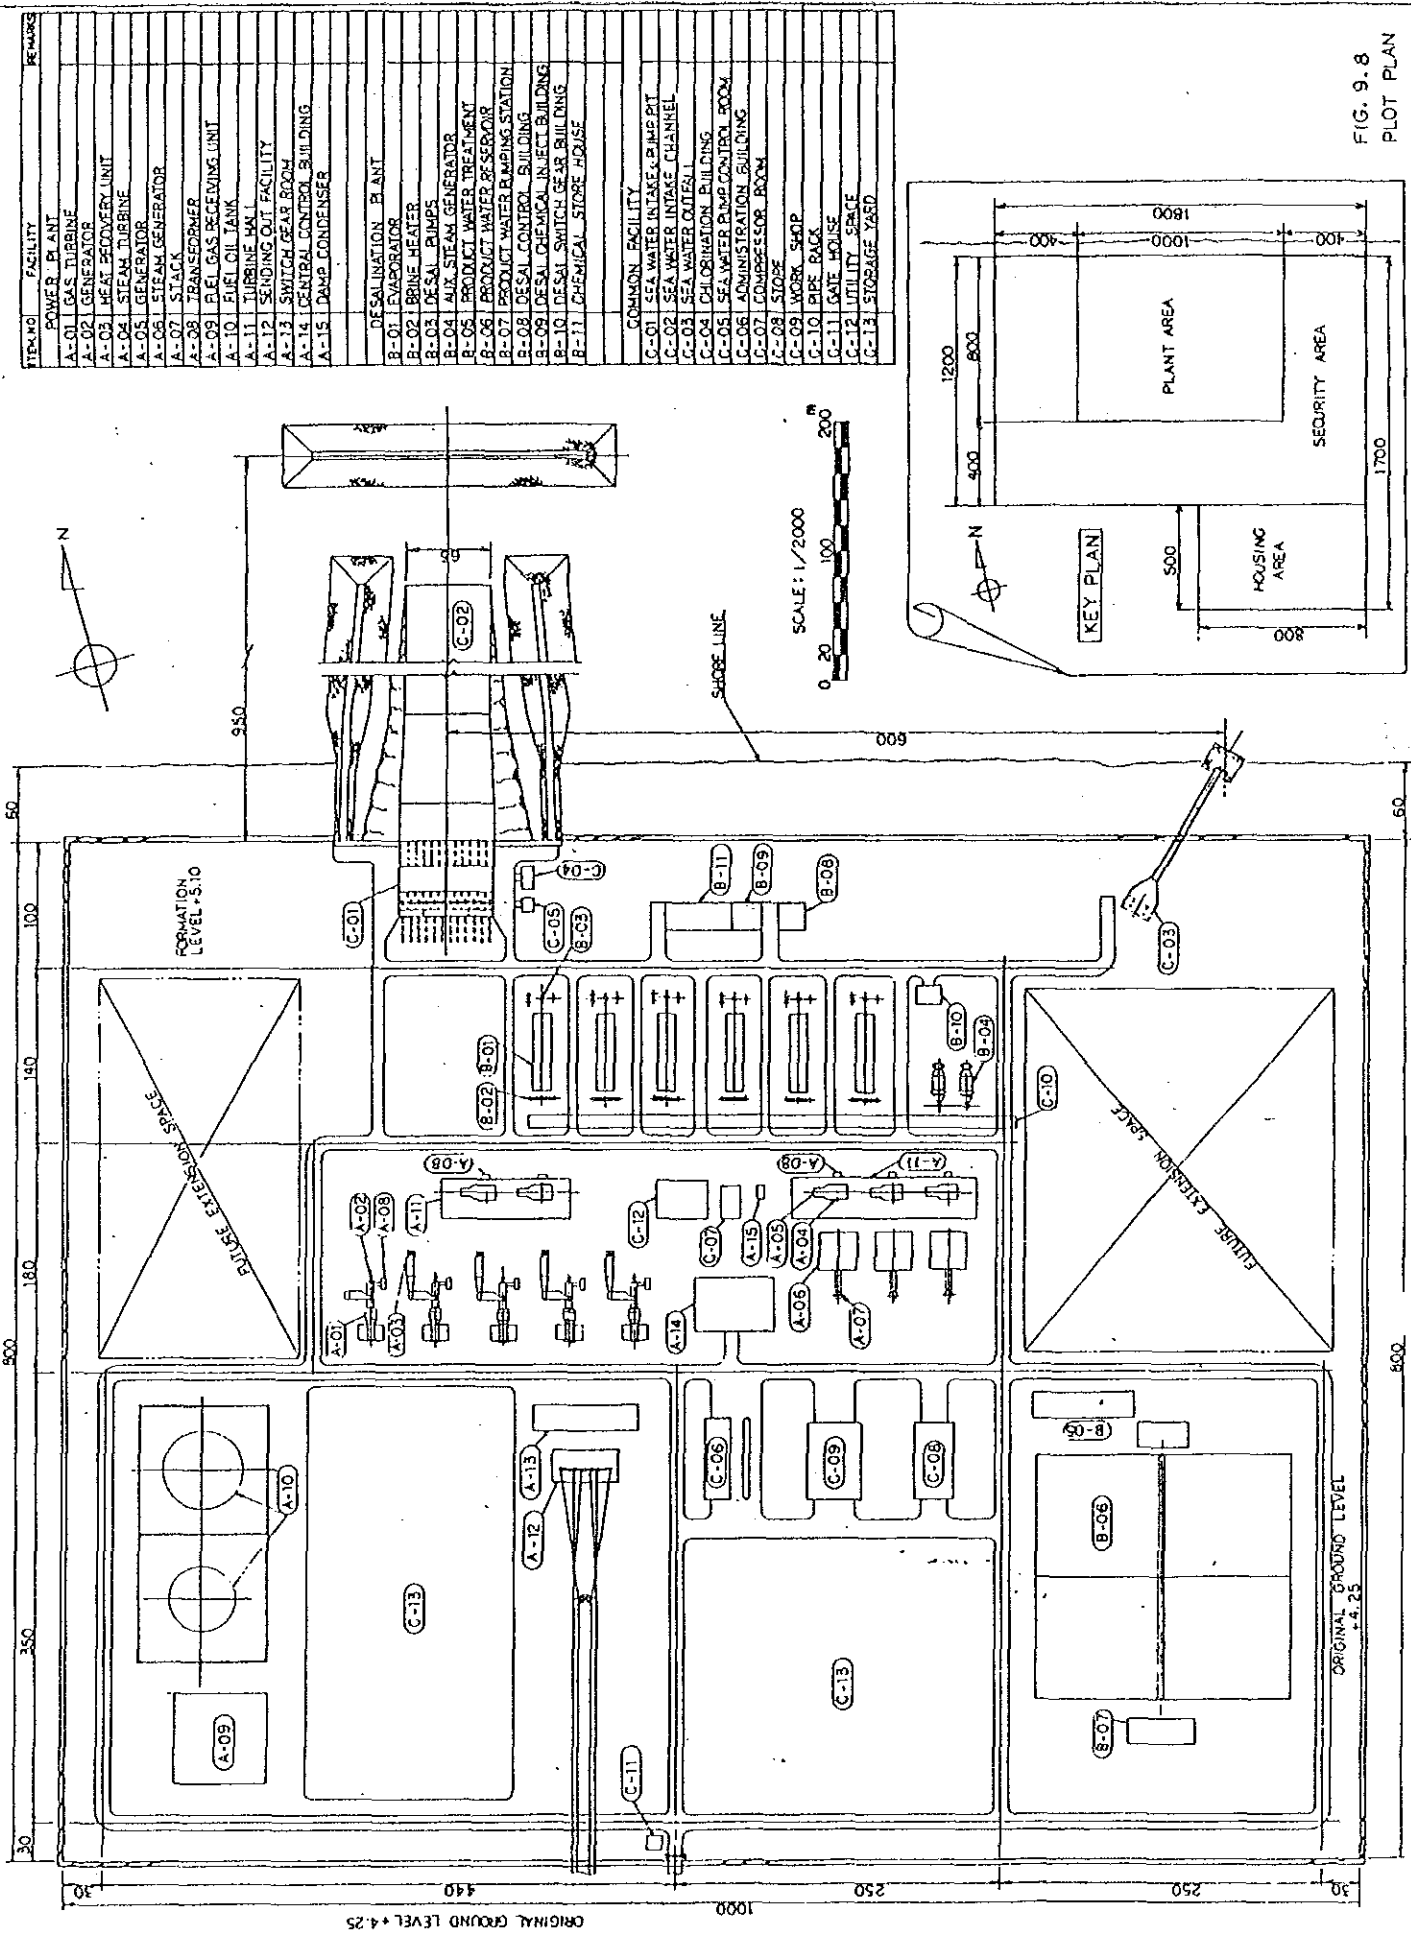 ITEM.NO FACILITY REMARKS
POWER PLANT
A-01 GAS TURBINE
A-02 GENERATOR
A-03 HEAT RECOVERY UNIT
A-04 STEAM TURBINE
A-05 GENERATOR
A-06 STEAM GENERATOR
A-07 STACK
A-08 TRANSFORMER
A-09 FUEL GAS RECEIVING UNIT
A-10 FUEL OIL TANK
A-11 TURBINE HALL
A-12 SENDING OUT FACILITY
A-13 SWITCH GEAR ROOM
A-14 CENTRAL CONTROL BUILDING
A-15 DAMP CONDENSER
DESALINATION PLANT
B-01 EVAPORATOR
B-02 BRINE HEATER
B-03 DESAL PUMPS
B-04 AUX. STEAM GENERATOR
B-05 PRODUCT WATER TREATMENT
B-06 PRODUCT WATER RESERVOIR
B-07 PRODUCT WATER PUMPING STATION
B-08 DESAL CONTROL BUILDING
B-09 DESAL CHEMICAL INJECT BUILDING
B-10 DESAL SWITCH GEAR BUILDING
B-11 CHEMICAL STORE HOUSE
COMMON FACILITY
C-01 SEA WATER INTAKE & PUMP PIT
C-02 SEA WATER INTAKE CHANNEL
C-03 SEA WATER OUTFALL
C-04 CHLORINATION BUILDING
C-05 SEA WATER PUMP CONTROL ROOM
C-06 ADMINISTRATION BUILDING
C-07 COMPRESSOR ROOM
C-08 STORE
C-09 WORK SHOP
C-10 PIPE RACK
C-11 GATE HOUSE
C-12 UTILITY SPACE
C-13 STORAGE YARD
N
950
65
C-02
SCALE : 1/2000
0 20 100 200 m
SHORE LINE
600
60
800
30 350 180 140 100
FORMATION
LEVEL +5.10
FUTURE EXTENSION SPACE
C-01
C-04
C-05
B-03
B-11
B-09
B-08
C-03
B-02
B-01
B-10
B-04
C-10
FUTURE EXTENSION
SPACE
A-02
A-08
A-11
A-08
A-01
A-03
C-12
C-07
A-15
A-05
A-04
A-08
A-11
A-14
A-06
A-07
A-10
A-13
A-12
C-13
A-09
C-11
C-06
C-09
C-08
C-13
B-05
B-06
B-07
ORIGINAL GROUND LEVEL
+4.25
60
800
30 440 250 250 30
1000
ORIGINAL GROUND LEVEL +4.25
KEY PLAN
N
1200
400 800
500
HOUSING
AREA
800
PLANT AREA
SECURITY AREA
400 1000 400
1800
1700
FIG. 9.8
PLOT PLAN